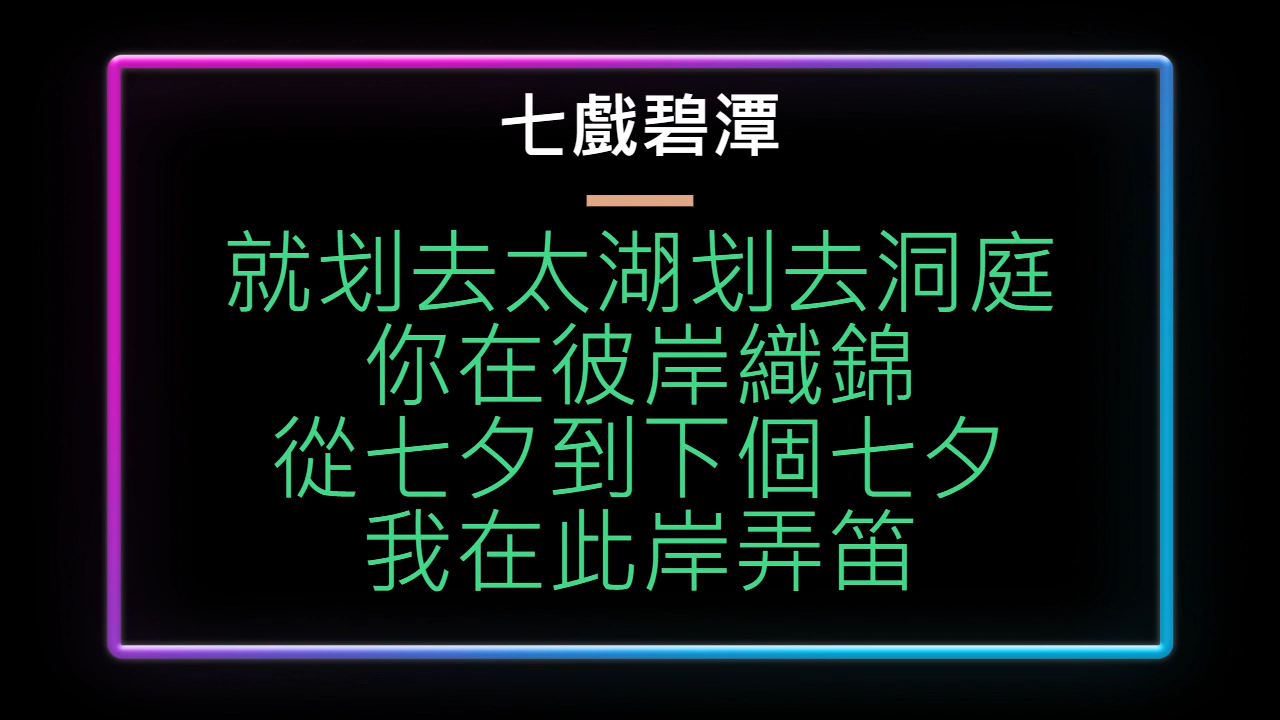 七戲碧潭
就划去太湖划去洞庭
你在彼岸織錦
從七夕到下個七夕
我在此岸弄笛